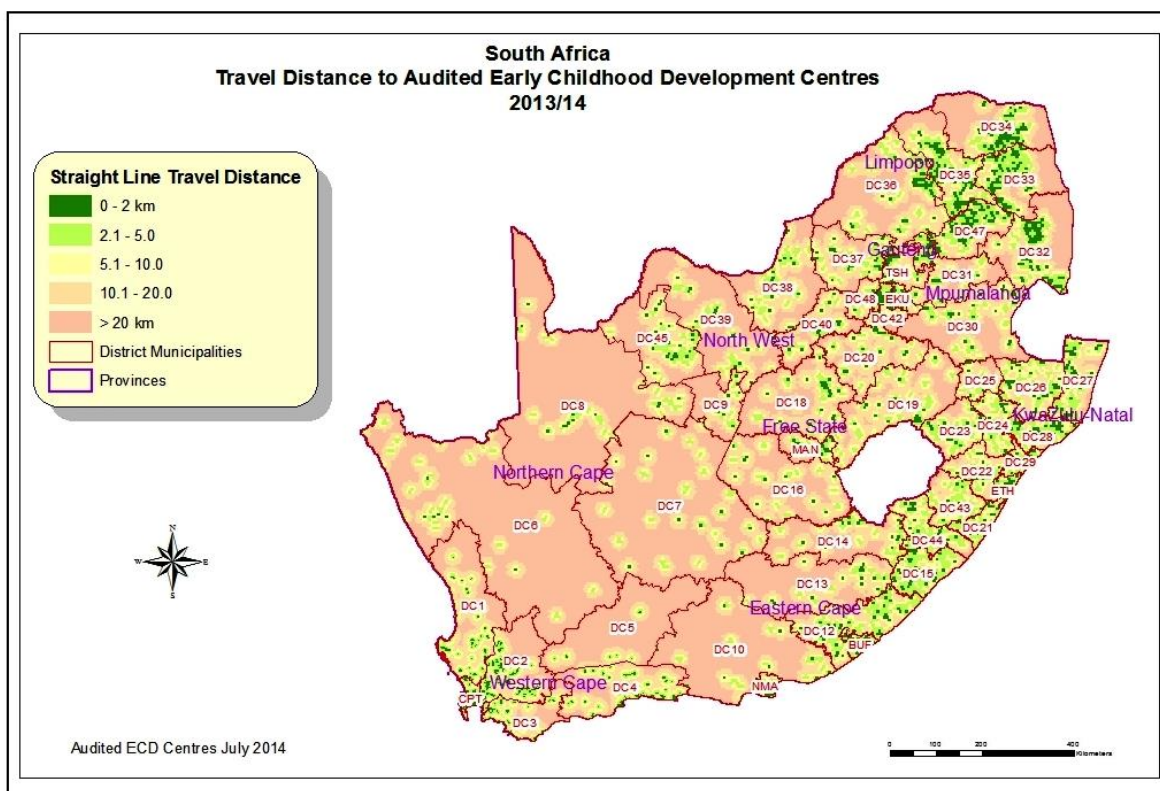 South Africa
Travel Distance to Audited Early Childhood Development Centres
2013/14
Straight Line Travel Distance
0 - 2 km
2.1 - 5.0
5.1 - 10.0
10.1 - 20.0
> 20 km
District Municipalities
Provinces
DC34
Limpopo
DC35
DC33
DC36
DC47
Gauteng
DC32
DC37
TSH
DC31
DC38
Mpumalanga
DC48
EKU
DC39
DC42
DC40
DC30
DC45
North West
DC20
DC25
DC26
DC27
DC8
DC9
DC18
DC19
KwaZulu-Natal
Free State
DC23
DC24
DC28
MAN
DC29
Northern Cape
DC22
DC16
ETH
DC7
DC43
DC6
DC21
DC14
DC44
DC13
DC15
DC1
Eastern Cape
DC5
DC12
DC10
BUF
DC2
Western Cape
DC4
NMA
CPT
DC3
N
W
E
S
Audited ECD Centres July 2014
0
100
200
400
Kilometers